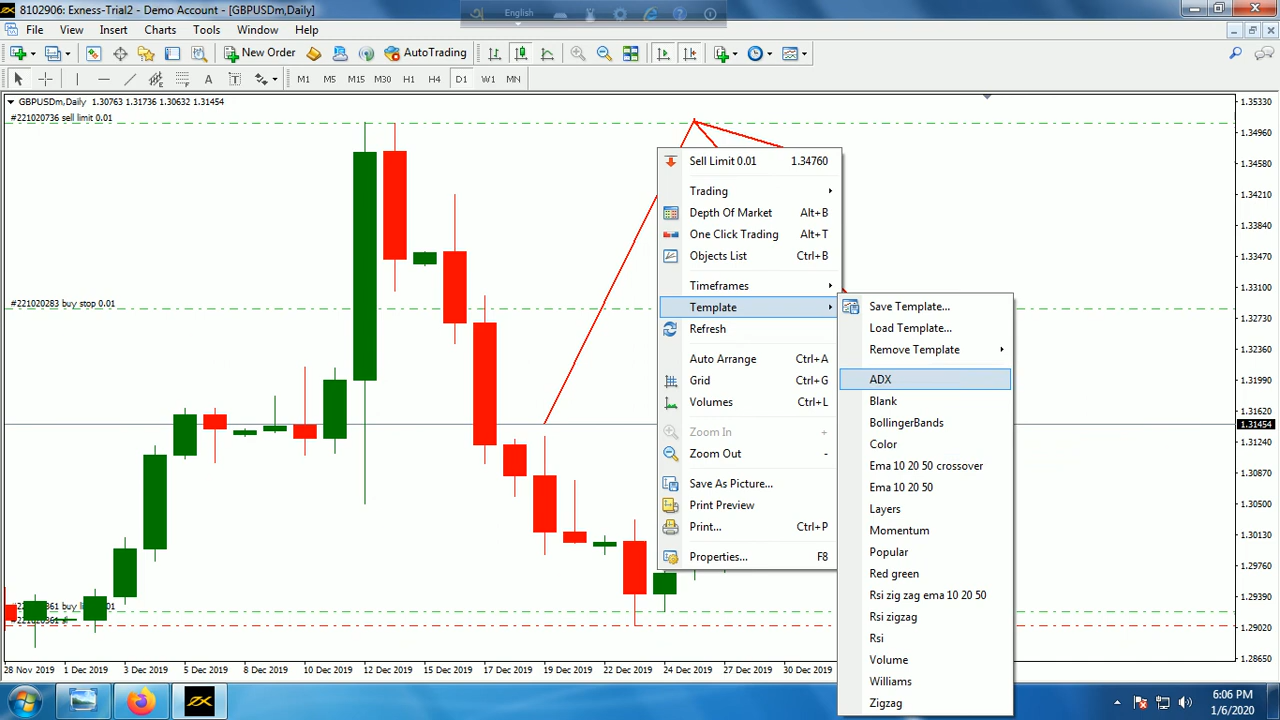 8102906: Exness-Trial2 - Demo Account - [GBPUSDm,Daily]
English
File View Insert Charts Tools Window Help
New Order AutoTrading
A T M1 M5 M15 M30 H1 H4 D1 W1 MN
GBPUSDm,Daily 1.30763 1.31736 1.30632 1.31454
#221020736 sell limit 0.01
#221020283 buy stop 0.01
Sell Limit 0.01 1.34760
Trading
Depth Of Market Alt+B
One Click Trading Alt+T
Objects List Ctrl+B
Timeframes
Template
Refresh
Auto Arrange Ctrl+A
Grid Ctrl+G
Volumes Ctrl+L
Zoom In +
Zoom Out -
Save As Picture...
Print Preview
Print... Ctrl+P
Properties... F8
Save Template...
Load Template...
Remove Template
ADX
Blank
BollingerBands
Color
Ema 10 20 50 crossover
Ema 10 20 50
Layers
Momentum
Popular
Red green
Rsi zig zag ema 10 20 50
Rsi zigzag
Rsi
Volume
Williams
Zigzag
1.35330
1.34960
1.34580
1.34210
1.33840
1.33470
1.33100
1.32730
1.32360
1.31990
1.31620
1.31454
1.31240
1.30870
1.30500
1.30130
1.29760
1.29390
1.29020
1.28650
28 Nov 2019 1 Dec 2019 3 Dec 2019 5 Dec 2019 8 Dec 2019 10 Dec 2019 12 Dec 2019 15 Dec 2019 17 Dec 2019 19 Dec 2019 22 Dec 2019 24 Dec 2019 27 Dec 2019 30 Dec 2019
6:06 PM
1/6/2020